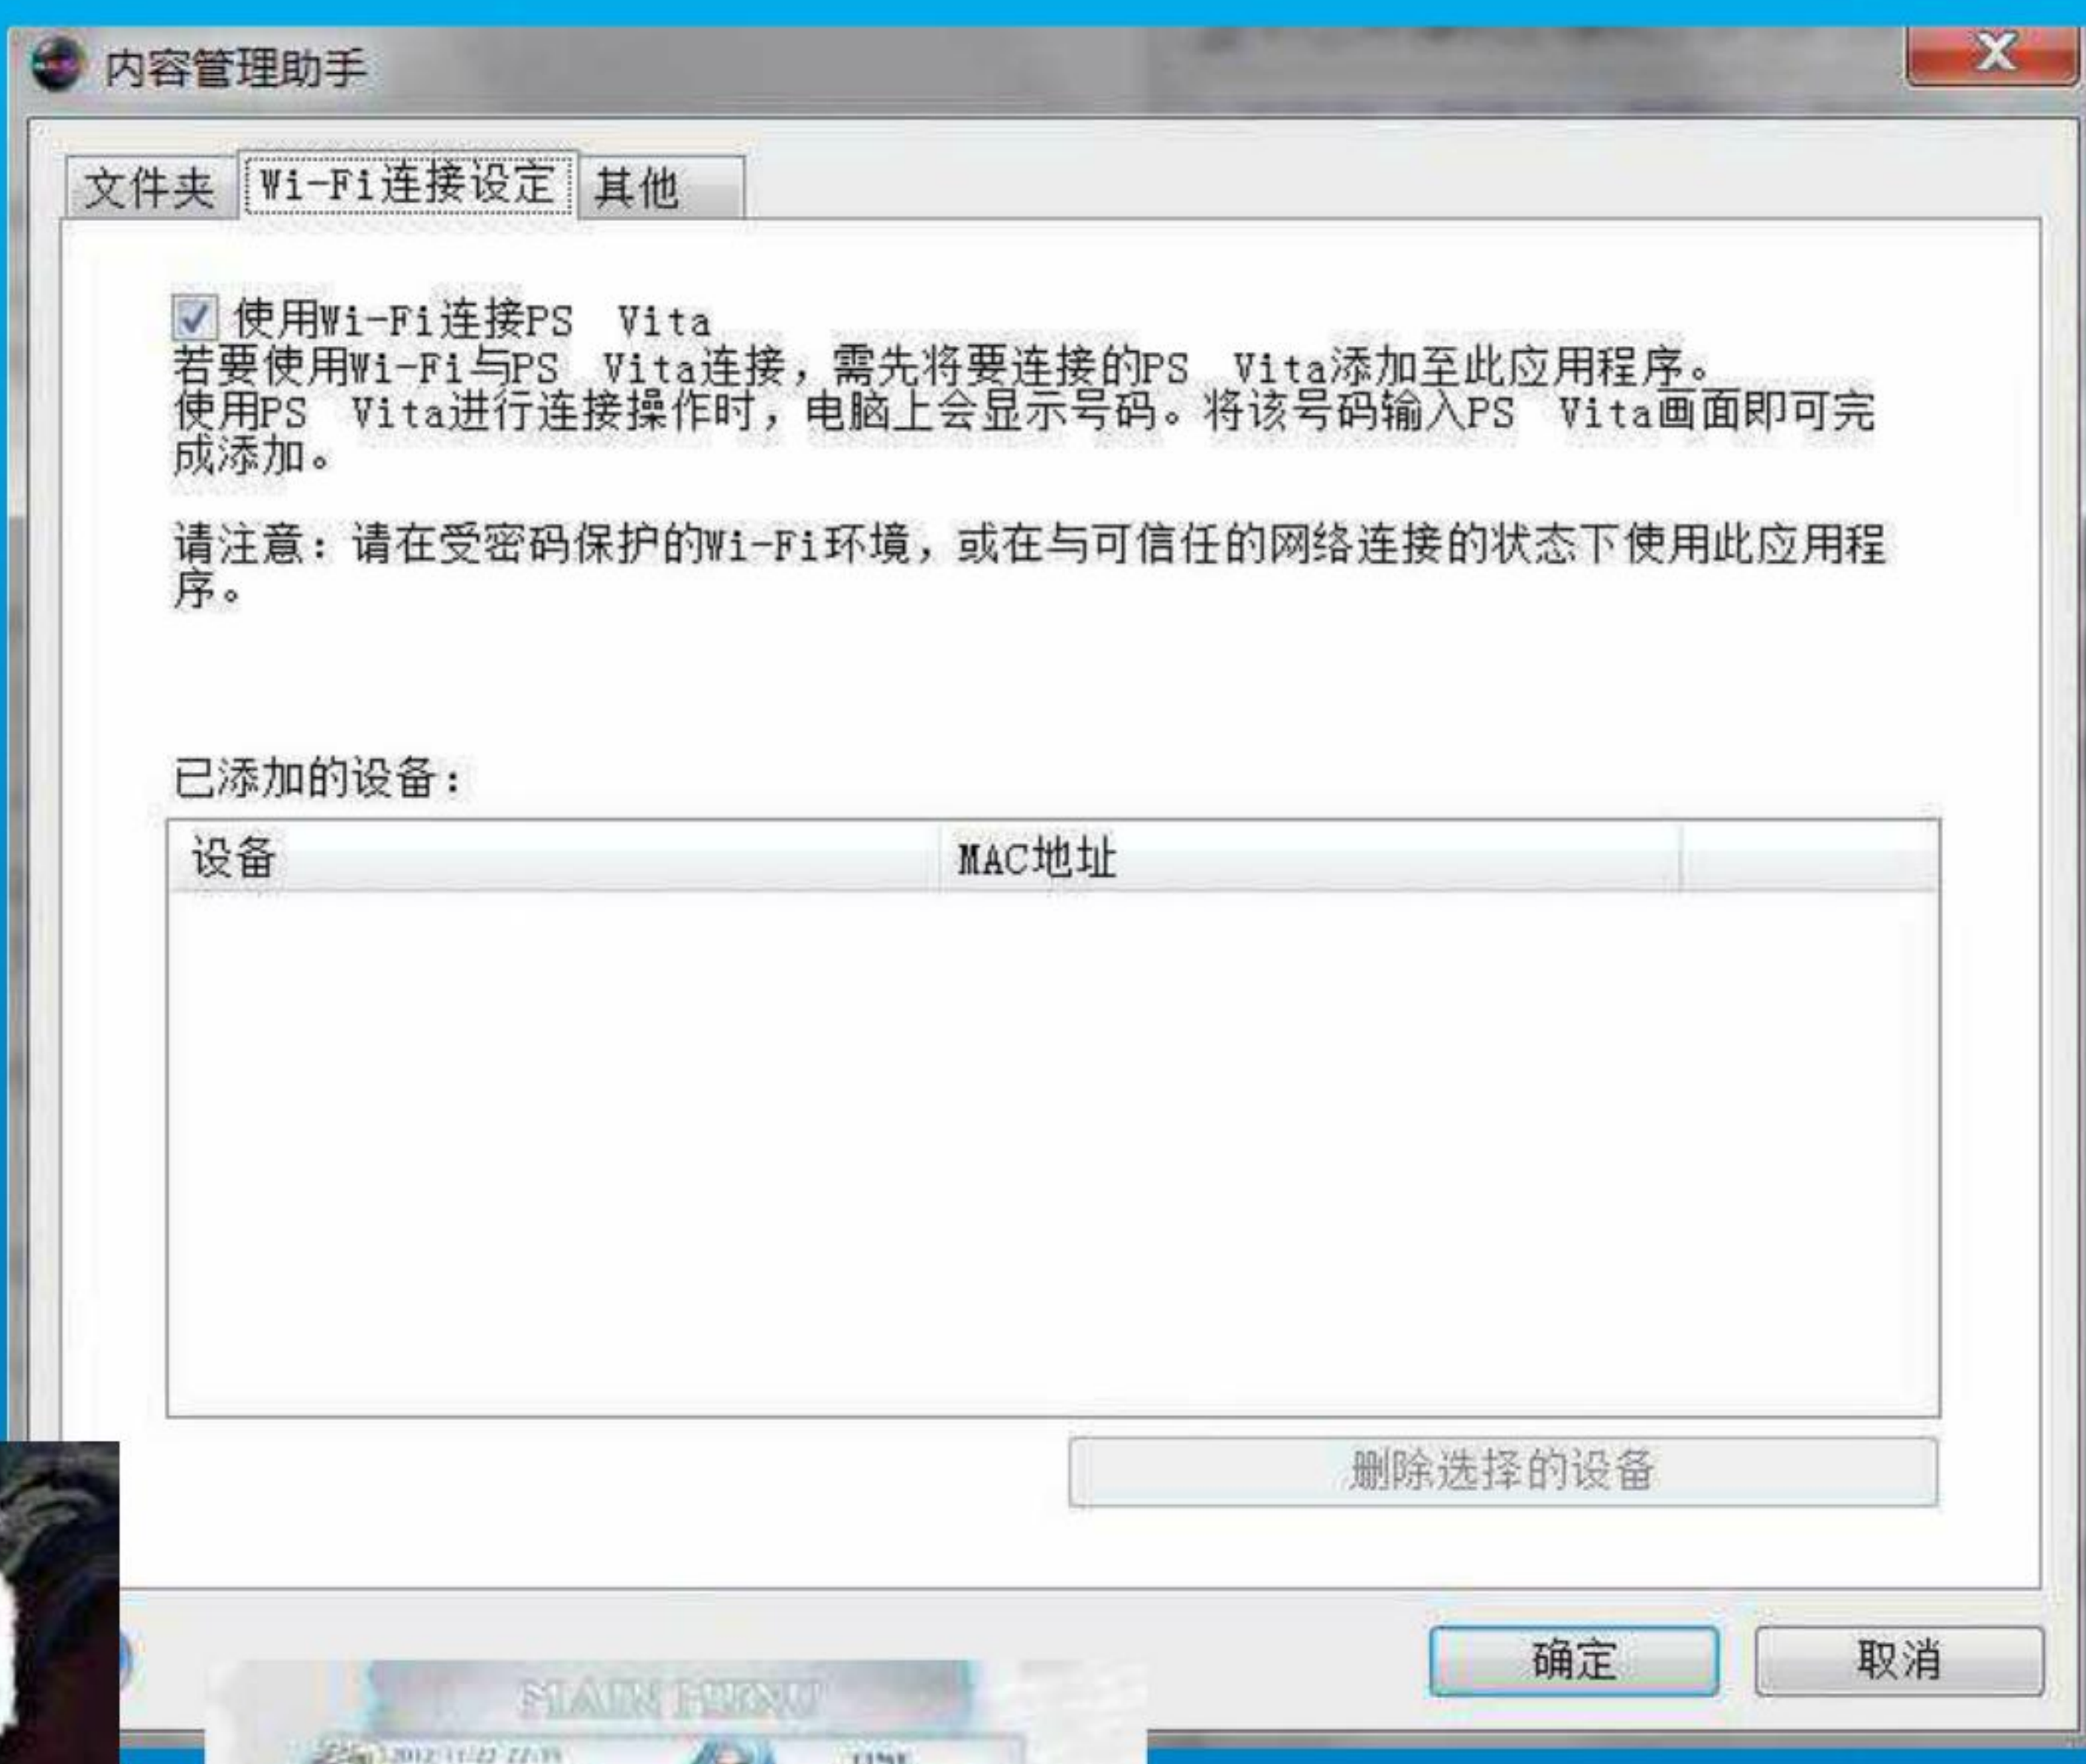 内容管理助手
文件夹 Wi-Fi连接设定 其他
使用Wi-Fi连接PS Vita
若要使用Wi-Fi与PS Vita连接，需先将要连接的PS Vita添加至此应用程序。
使用PS Vita进行连接操作时，电脑上会显示号码。将该号码输入PS Vita画面即可完
成添加。
请注意：请在受密码保护的Wi-Fi环境，或在与可信任的网络连接的状态下使用此应用程
序。
已添加的设备：
设备 MAC地址
删除选择的设备
确定 取消
MAIN MENU